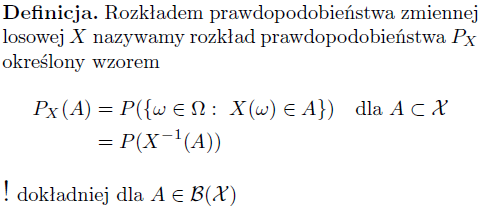 Definicja. Rozkładem prawdopodobieństwa zmiennej
losowej X nazywamy rozkład prawdopodobieństwa P_X
określony wzorem
P_X(A) = P({ω ∈ Ω : X(ω) ∈ A}) dla A ⊂ 𝒳
= P(X⁻¹(A))
! dokładniej dla A ∈ ℬ(𝒳)